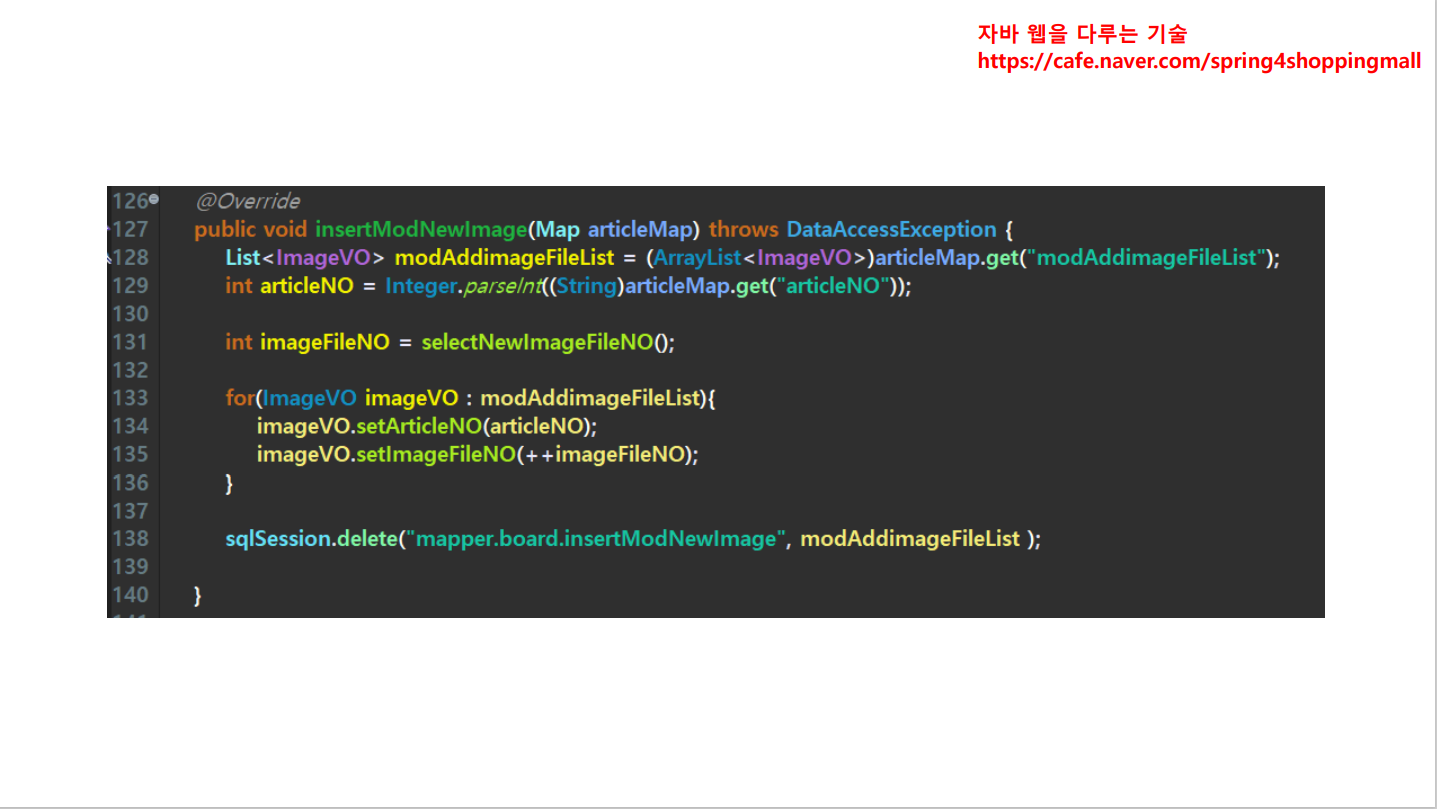 자바 웹을 다루는 기술
https://cafe.naver.com/spring4shoppingmall
126 @Override
127 public void insertModNewImage(Map articleMap) throws DataAccessException {
128 List<ImageVO> modAddimageFileList = (ArrayList<ImageVO>)articleMap.get("modAddimageFileList");
129 int articleNO = Integer.parseInt((String)articleMap.get("articleNO"));
130
131 int imageFileNO = selectNewImageFileNO();
132
133 for(ImageVO imageVO : modAddimageFileList){
134 imageVO.setArticleNO(articleNO);
135 imageVO.setImageFileNO(++imageFileNO);
136 }
137
138 sqlSession.delete("mapper.board.insertModNewImage", modAddimageFileList );
139
140 }